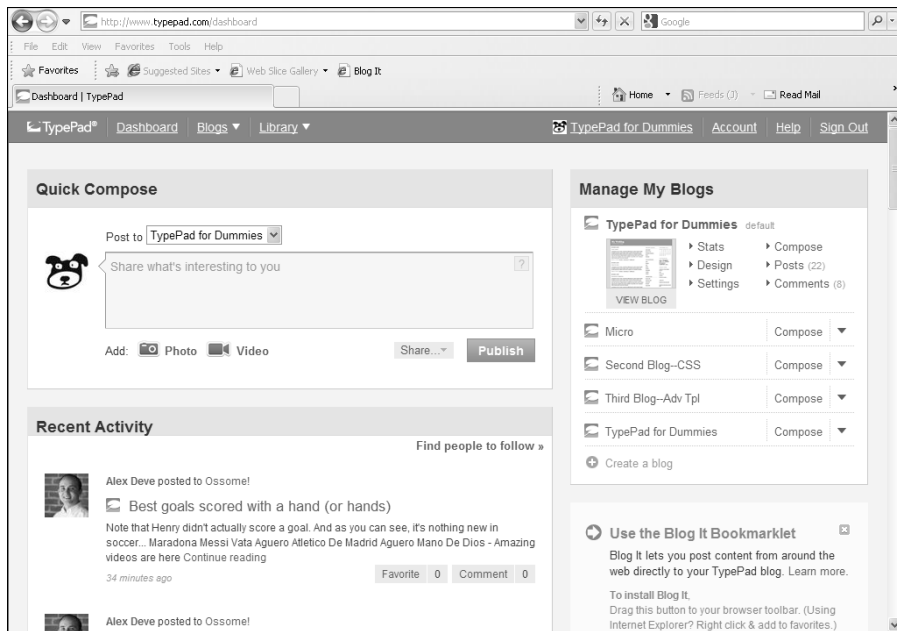 http://www.typepad.com/dashboard
Google
File Edit View Favorites Tools Help
Favorites Suggested Sites Web Slice Gallery Blog It
Dashboard | TypePad
Home Feeds (J) Read Mail
TypePad® Dashboard Blogs Library TypePad for Dummies Account Help Sign Out
Quick Compose
Post to TypePad for Dummies
Share what's interesting to you
?
Add: Photo Video Share... Publish
Recent Activity
Find people to follow »
Alex Deve posted to Ossome!
Best goals scored with a hand (or hands)
Note that Henry didn't actually score a goal. And as you can see, it's nothing new in
soccer... Maradona Messi Vata Aguero Atletico De Madrid Aguero Mano De Dios - Amazing
videos are here Continue reading
34 minutes ago Favorite 0 Comment 0
Alex Deve posted to Ossome!
Manage My Blogs
TypePad for Dummies default
Stats Compose
Design Posts (22)
Settings Comments (8)
VIEW BLOG
Micro Compose
Second Blog--CSS Compose
Third Blog--Adv Tpl Compose
TypePad for Dummies Compose
Create a blog
Use the Blog It Bookmarklet
Blog It lets you post content from around the
web directly to your TypePad blog. Learn more.
To install Blog It,
Drag this button to your browser toolbar. (Using
Internet Explorer? Right click & add to favorites.)